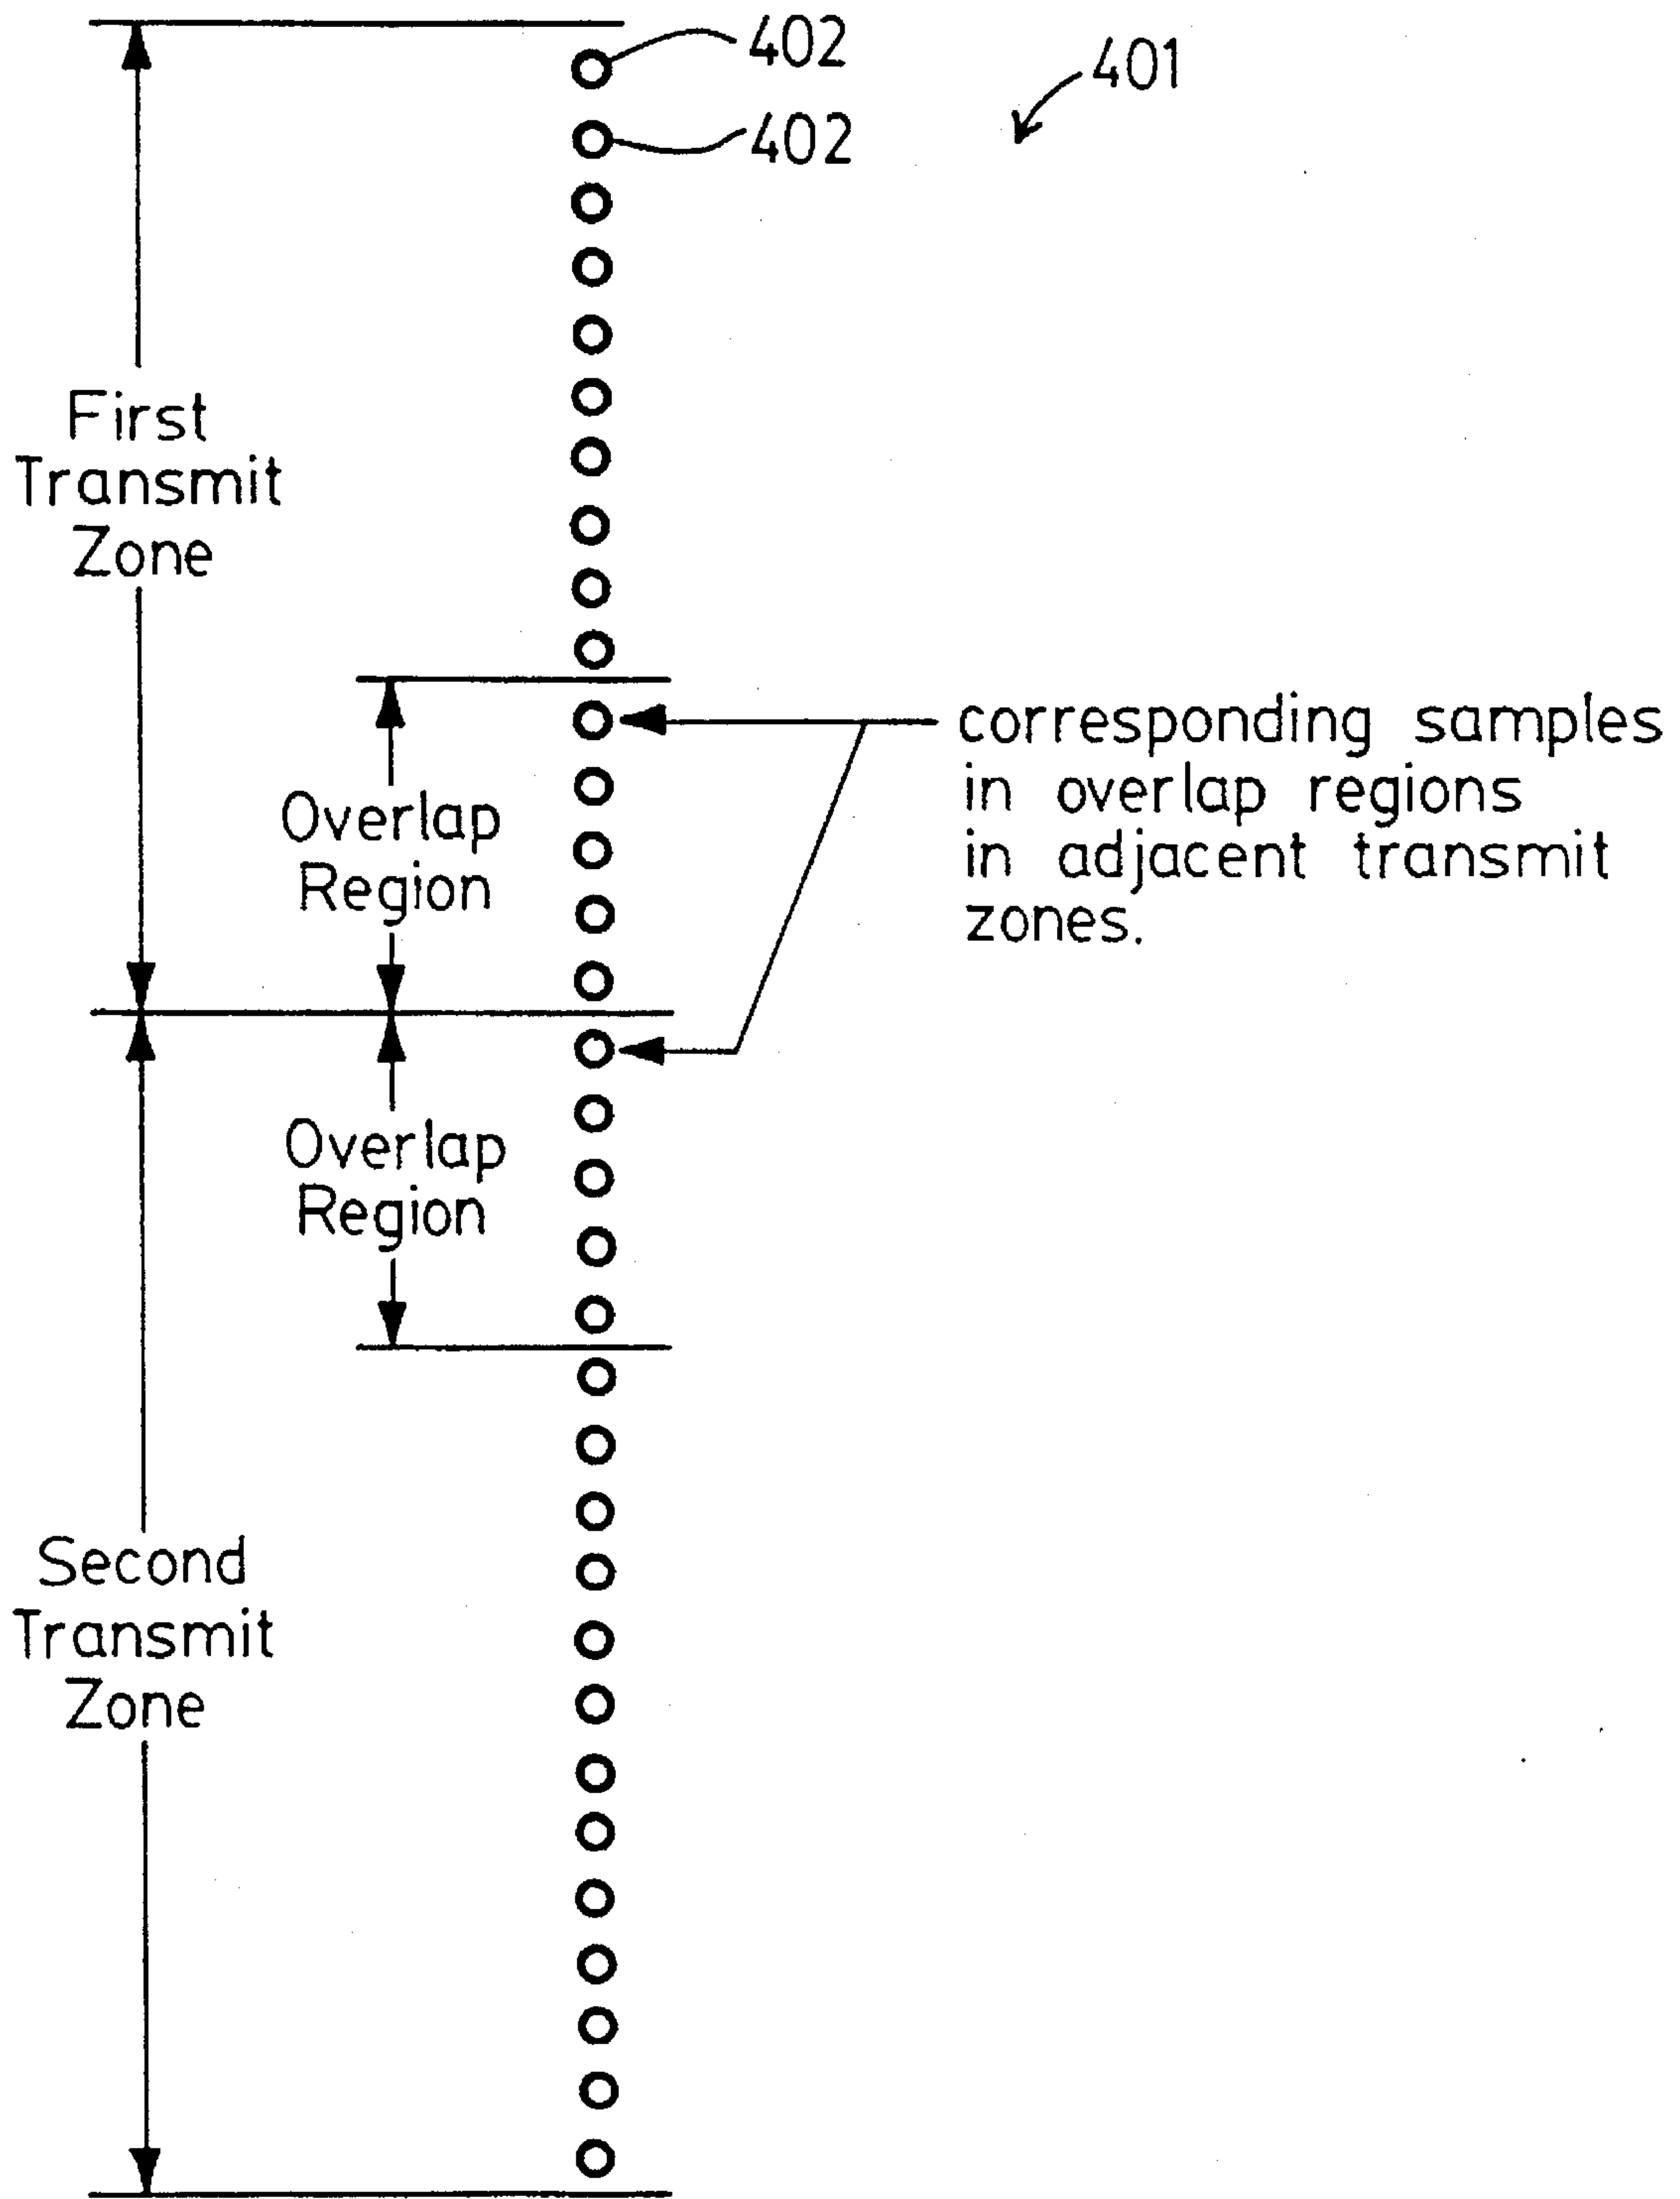 402
401
402
First
Transmit
Zone
corresponding samples
in overlap regions
in adjacent transmit
zones.
Overlap
Region
Overlap
Region
Second
Transmit
Zone